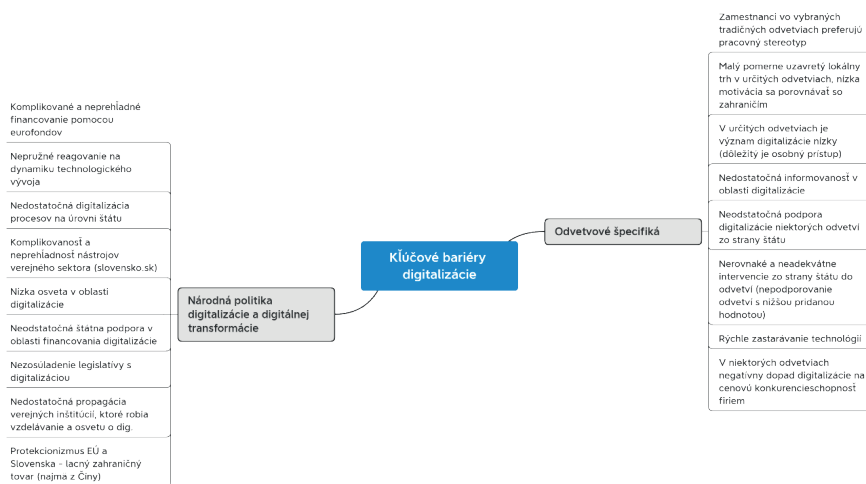 Kľúčové bariéry
digitalizácie
Národná politika
digitalizácie a digitálnej
transformácie
Komplikované a neprehľadné
financovanie pomocou
eurofondov
Nepružné reagovanie na
dynamiku technologického
vývoja
Nedostatočná digitalizácia
procesov na úrovni štátu
Komplikovanosť a
neprehľadnosť nástrojov
verejného sektora (slovensko.sk)
Nízka osveta v oblasti
digitalizácie
Neodstatočná štátna podpora v
oblasti financovania digitalizácie
Nezosúladenie legislatívy s
digitalizáciou
Nedostatočná propagácia
verejných inštitúcií, ktoré robia
vzdelávanie a osvetu o dig.
Protekcionizmus EÚ a
Slovenska - lacný zahraničný
tovar (najma z Číny)
Odvetvové špecifiká
Zamestnanci vo vybraných
tradičných odvetviach preferujú
pracovný stereotyp
Malý pomerne uzavretý lokálny
trh v určitých odvetviach, nízka
motivácia sa porovnávať so
zahraničím
V určitých odvetviach je
význam digitalizácie nízky
(dôležitý je osobný prístup)
Nedostatočná informovanosť v
oblasti digitalizácie
Neodstatočná podpora
digitalizácie niektorých odvetví
zo strany štátu
Nerovnaké a neadekvátne
intervencie zo strany štátu do
odvetví (nepodporovanie
odvetví s nižšou pridanou
hodnotou)
Rýchle zastarávanie technológií
V niektorých odvetviach
negatívny dopad digitalizácie na
cenovú konkurencieschopnosť
firiem